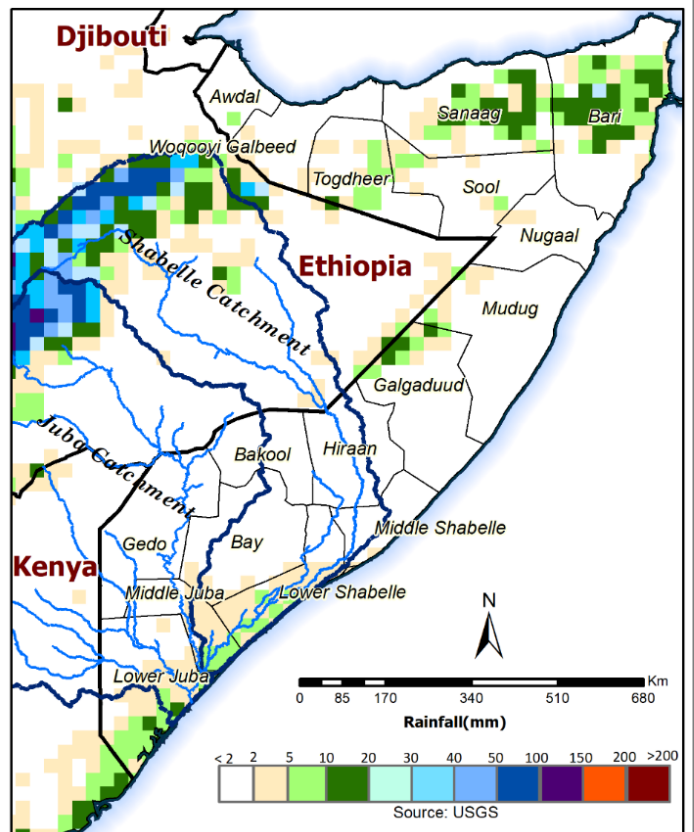 Djibouti
Awdal
Sanaag
Bari
Woqooyi Galbeed
Togdheer
Sool
Nugaal
Shabelle Catchment
Ethiopia
Mudug
Galgaduud
Juba Catchment
Bakool
Hiraan
Middle Shabelle
Gedo
Bay
Kenya
Middle Juba
Lower Shabelle
Lower Juba
N
Km
0 85 170 340 510 680
Rainfall(mm)
< 2 2 5 10 20 30 40 50 100 150 200 >200
Source: USGS